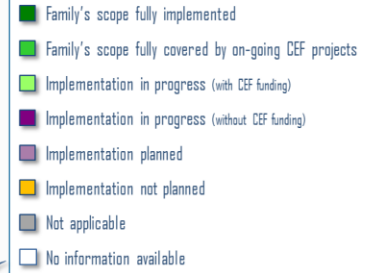 Family's scope fully implemented
Family's scope fully covered by on-going CEF projects
Implementation in progress (with CEF funding)
Implementation in progress (without CEF funding)
Implementation planned
Implementation not planned
Not applicable
No information available